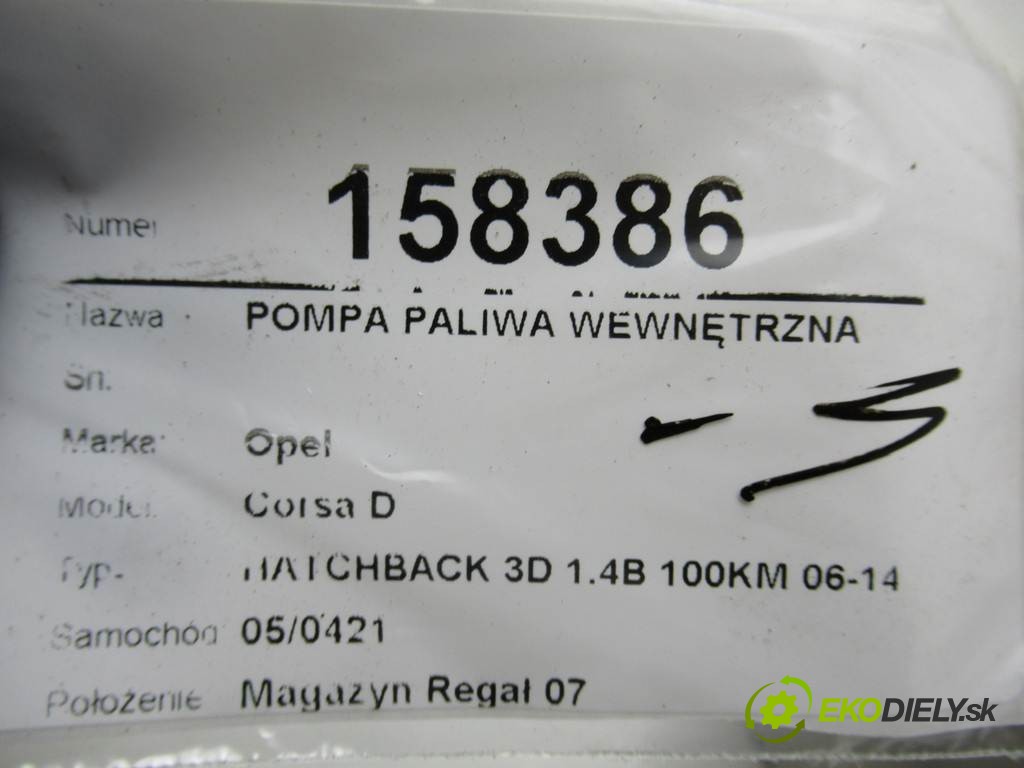 Numer 158386
Nazwa POMPA PALIWA WEWNĘTRZNA
Sn.
Marka: Opel
Model: Corsa D
Typ- HATCHBACK 3D 1.4B 100KM 06-14
Samochód 05/0421
Położenie Magazyn Regał 07
EKODIELY.sk